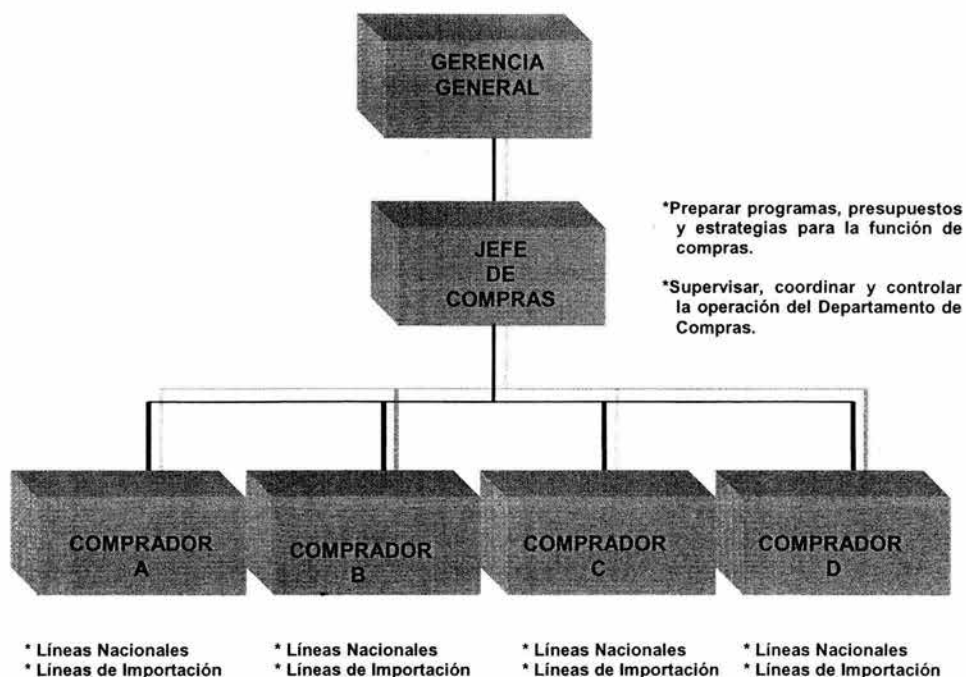 GERENCIA
GENERAL
JEFE
DE
COMPRAS
*Preparar programas, presupuestos
y estrategias para la función de
compras.
*Supervisar, coordinar y controlar
la operación del Departamento de
Compras.
COMPRADOR
A
COMPRADOR
B
COMPRADOR
C
COMPRADOR
D
* Líneas Nacionales
* Líneas de Importación
* Líneas Nacionales
* Líneas de Importación
* Líneas Nacionales
* Líneas de Importación
* Líneas Nacionales
* Líneas de Importación